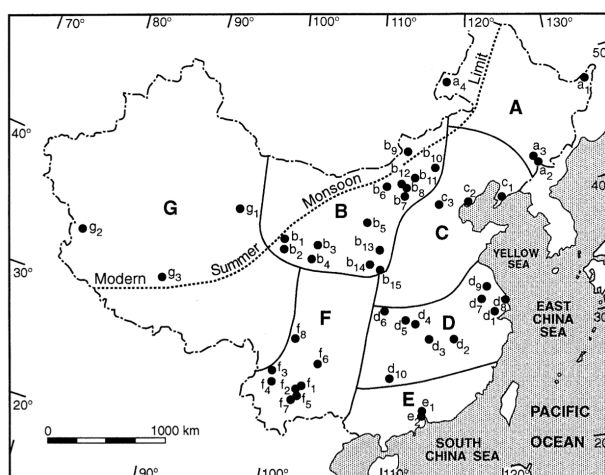 70° 80° 90° 100° 110° 120° 130°
50
a₁
a₄
Limit
A
40°
b₉
a₃
a₂
b₁₀
b₁₂
b₁₁
b₆
b₈
b₇
40
Monsoon
B
G
g₁
c₁
c₂
c₃
C
b₅
g₂
b₁
b₃
b₁₃
b₂
b₄
b₁₄
b₁₅
YELLOW
SEA
30°
Summer
Modern
g₃
d₉
d₇
d₈
d₁
EAST
CHINA
SEA
30
F
d₆
d₅
d₄
D
d₃
d₂
f₈
f₆
f₃
f₄
f₂
f₁
f₅
f₇
d₁₀
E
e₁
e₂
20°
PACIFIC
OCEAN
20
0 1000 km
SOUTH
CHINA SEA
90° 100° 110° 120°